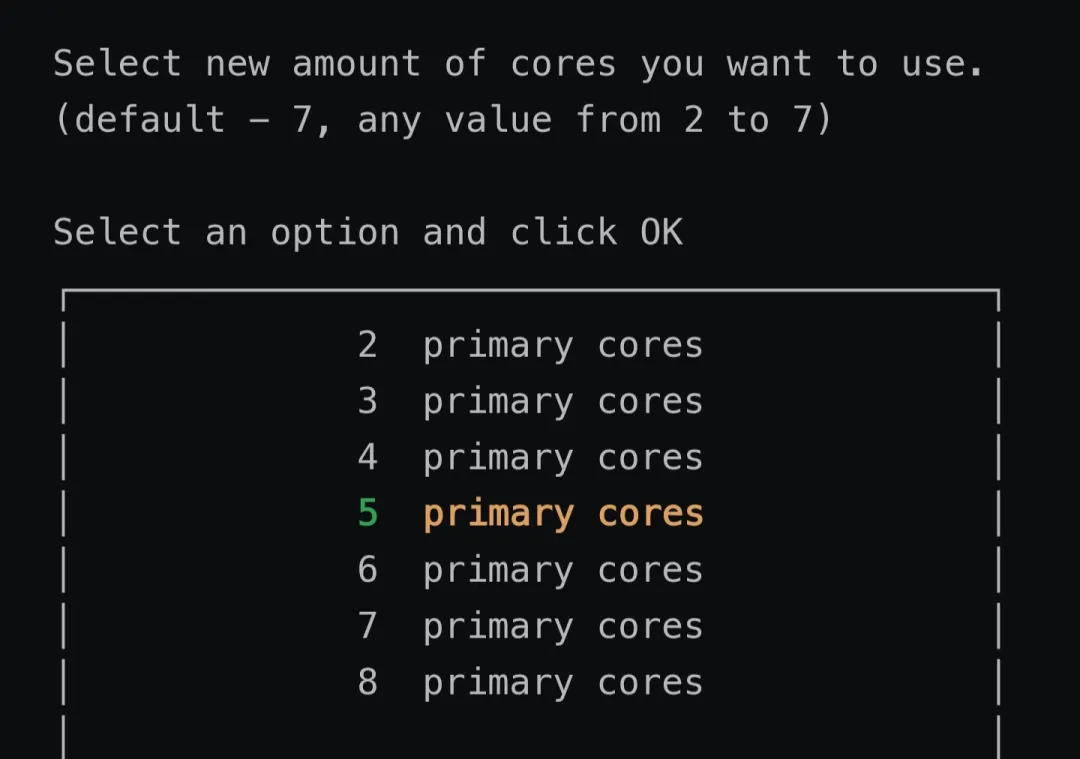 Select new amount of cores you want to use.
(default – 7, any value from 2 to 7)
Select an option and click OK
2 primary cores
3 primary cores
4 primary cores
5 primary cores
6 primary cores
7 primary cores
8 primary cores